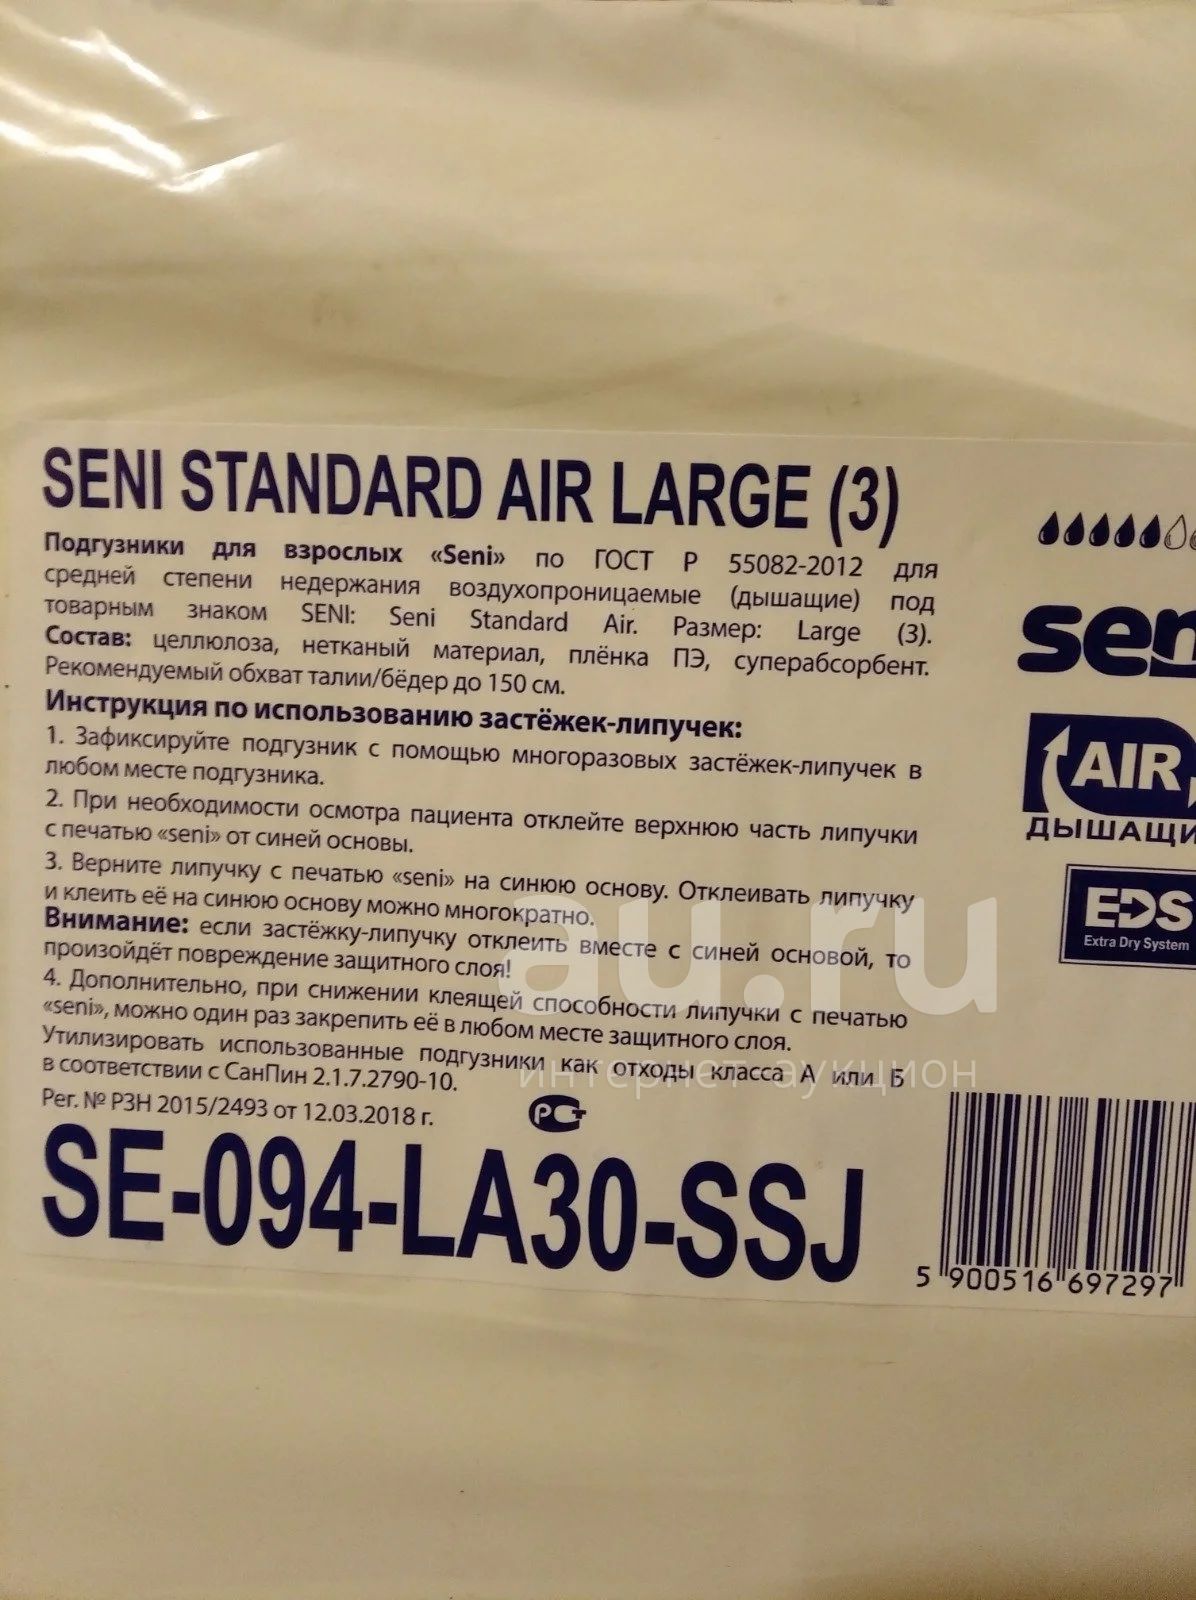 SENI STANDARD AIR LARGE (3)
Подгузники для взрослых «Seni» по ГОСТ Р 55082-2012 для
средней степени недержания воздухопроницаемые (дышащие) под
товарным знаком SENI: Seni Standard Air. Размер: Large (3).
Состав: целлюлоза, нетканый материал, плёнка ПЭ, суперабсорбент.
Рекомендуемый обхват талии/бёдер до 150 см.
Инструкция по использованию застёжек-липучек:
1. Зафиксируйте подгузник с помощью многоразовых застёжек-липучек в
любом месте подгузника.
2. При необходимости осмотра пациента отклейте верхнюю часть липучки
с печатью «seni» от синей основы.
3. Верните липучку с печатью «seni» на синюю основу. Отклеивать липучку
и клеить её на синюю основу можно многократно.
Внимание: если застёжку-липучку отклеить вместе с синей основой, то
произойдёт повреждение защитного слоя!
4. Дополнительно, при снижении клеящей способности липучки с печатью
«seni», можно один раз закрепить её в любом месте защитного слоя.
Утилизировать использованные подгузники как отходы класса А или Б
в соответствии с СанПин 2.1.7.2790-10.
Рег. № РЗН 2015/2493 от 12.03.2018 г.
РСТ
SE-094-LA30-SSJ
sen
AIR
ДЫШАЩИ
EDS
Extra Dry System
5 900516 697297
au.ru
интернет-аукцион